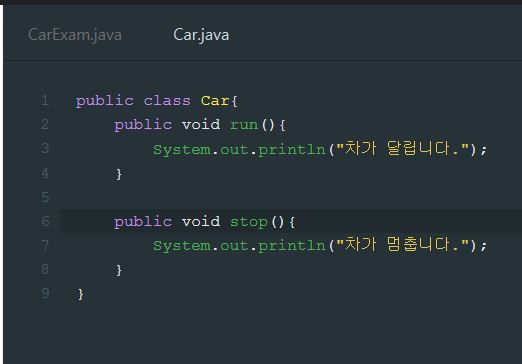 CarExam.java Car.java
1 public class Car{
2 public void run(){
3 System.out.println("차가 달립니다.");
4 }
5
6 public void stop(){
7 System.out.println("차가 멈춥니다.");
8 }
9 }